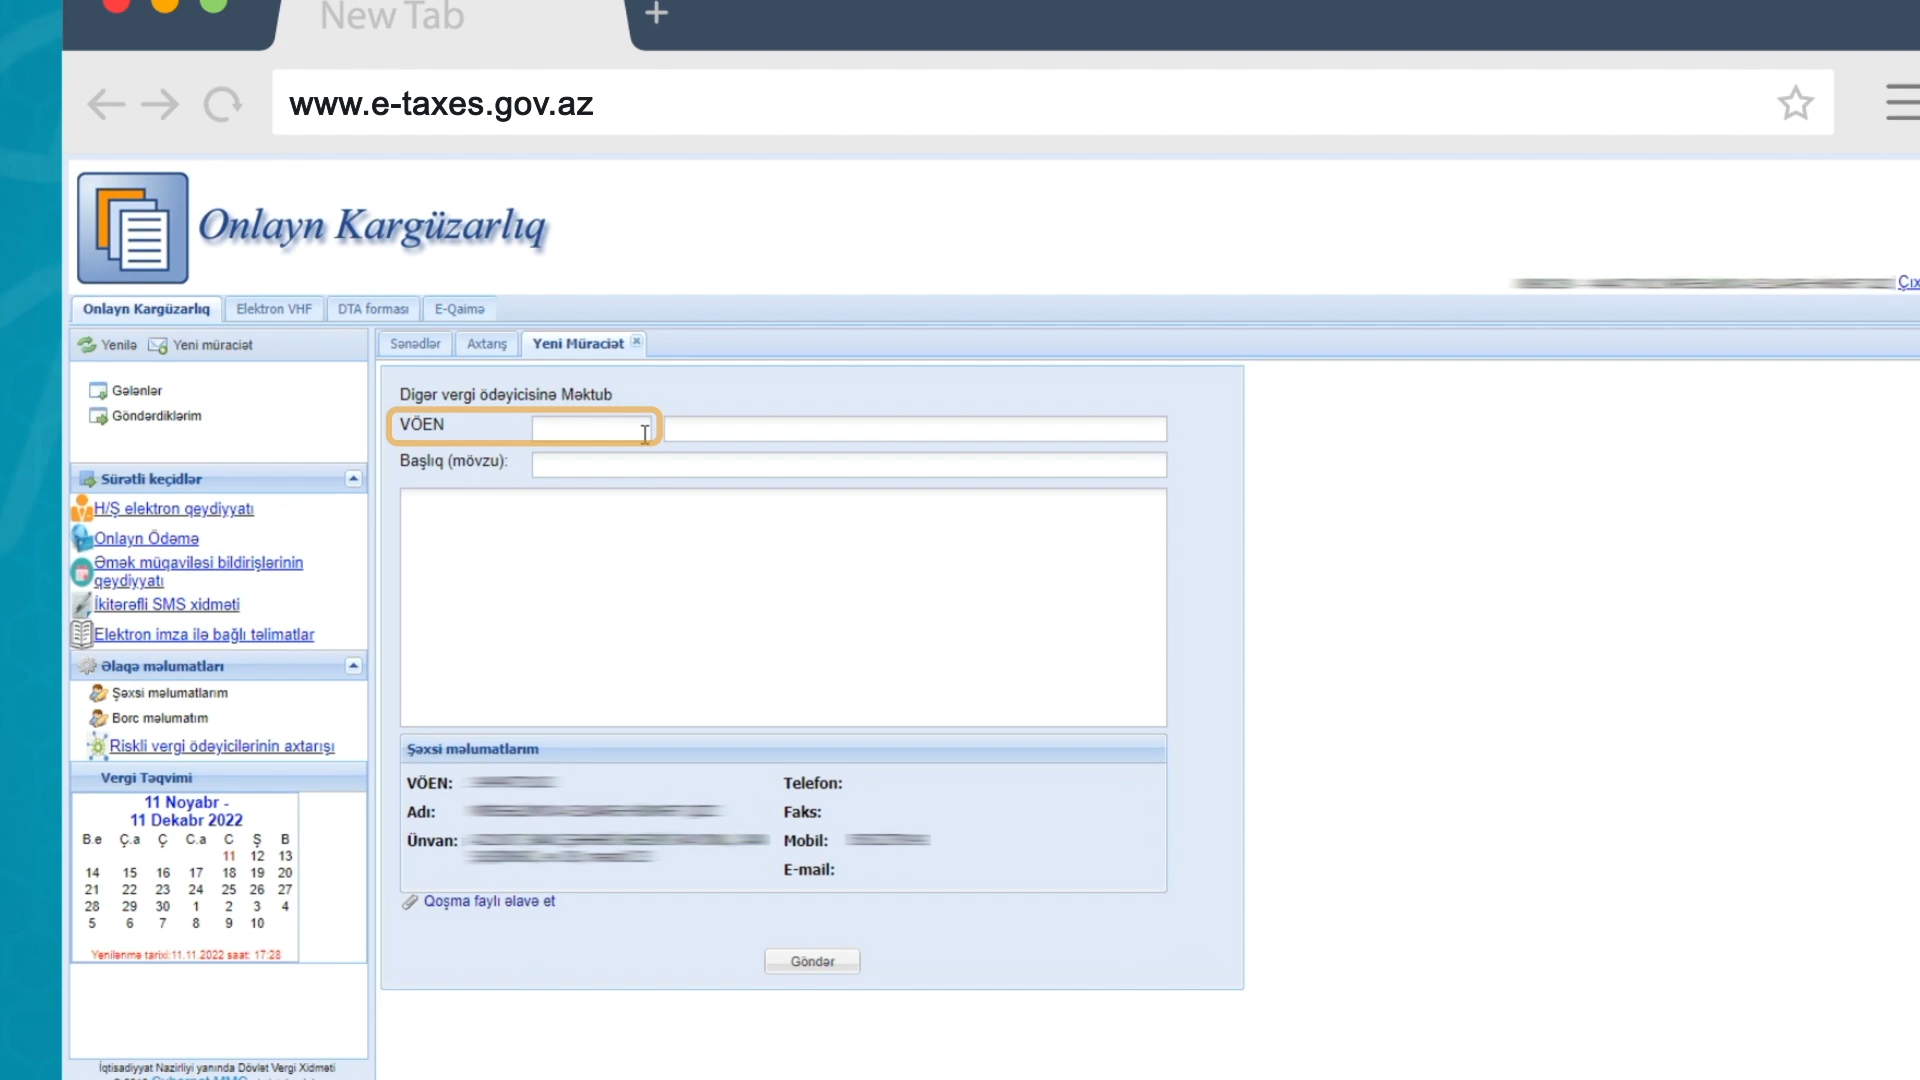 New Tab
+
www.e-taxes.gov.az
Onlayn Kargüzarlıq
Onlayn Kargüzarlıq Elektron VHF DTA forması E-Qaimə
Yenilə Yeni müraciət
Sənədlər Axtarış Yeni Müraciət
Gələnlər
Göndərdiklərim
Sürətli keçidlər
H/Ş elektron qeydiyyatı
Onlayn Ödəmə
Əmək müqaviləsi bildirişlərinin
qeydiyyatı
İkitərəfli SMS xidməti
Elektron imza ilə bağlı təlimatlar
Əlaqə məlumatları
Şəxsi məlumatlarım
Borc məlumatım
Riskli vergi ödəyicilərinin axtarışı
Vergi Təqvimi
11 Noyabr -
11 Dekabr 2022
B.e Ç.a Ç C.a C Ş B
11 12 13
14 15 16 17 18 19 20
21 22 23 24 25 26 27
28 29 30 1 2 3 4
5 6 7 8 9 10
Yenilənmə tarixi:11.11.2022 saat: 17:28
İqtisadiyyat Nazirliyi yanında Dövlət Vergi Xidməti
Digər vergi ödəyicisinə Məktub
VÖEN
Başlıq (mövzu):
Şəxsi məlumatlarım
VÖEN: Telefon:
Adı: Faks:
Ünvan: Mobil:
E-mail:
Qoşma faylı əlavə et
Göndər